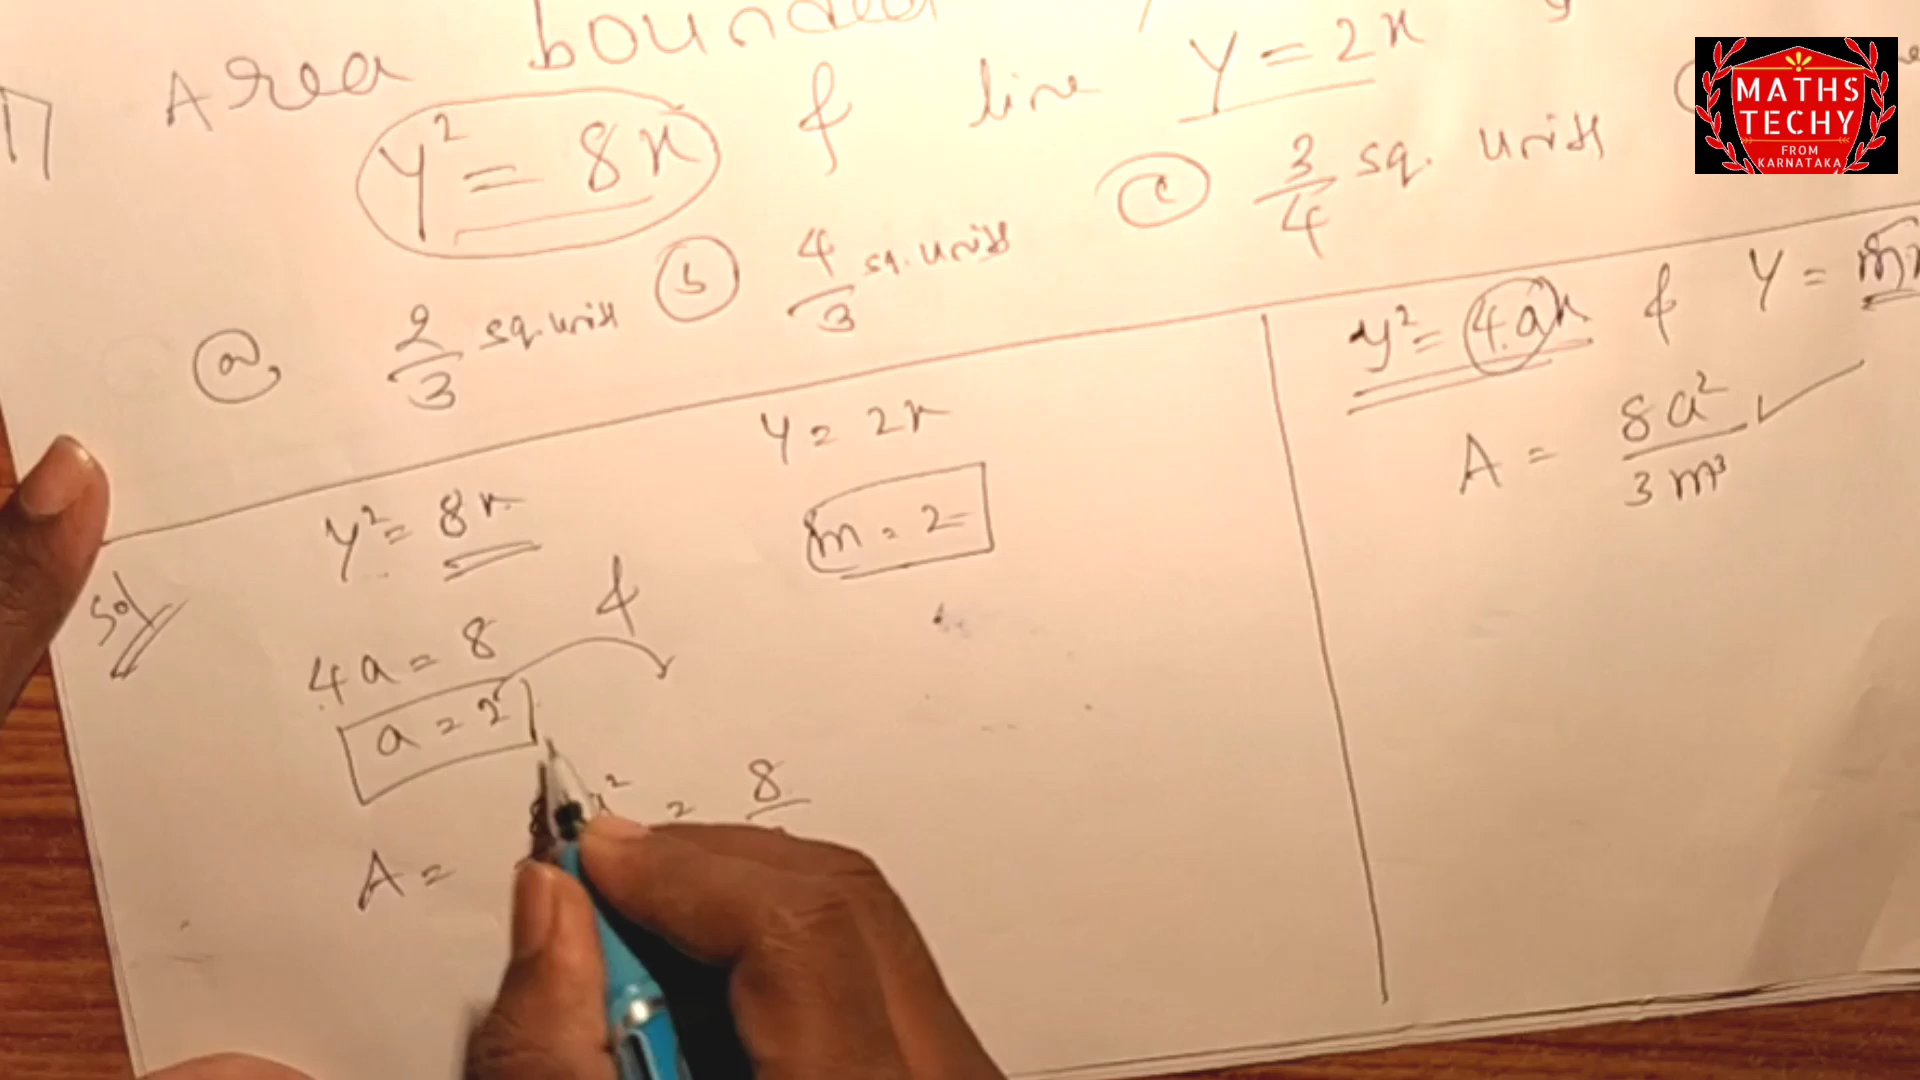 Area bounded
y² = 8x & line y = 2x
ⓐ 2/3 sq. units ⓑ 4/3 sq. units ⓒ 3/4 sq. units
Sol
y² = 8x
y = 2x
4a = 8 &
m = 2
a = 2
A = ² = 8
y² = 4ax & y =
A = 8a²/3m³
MATHS
TECHY
FROM
KARNATAKA